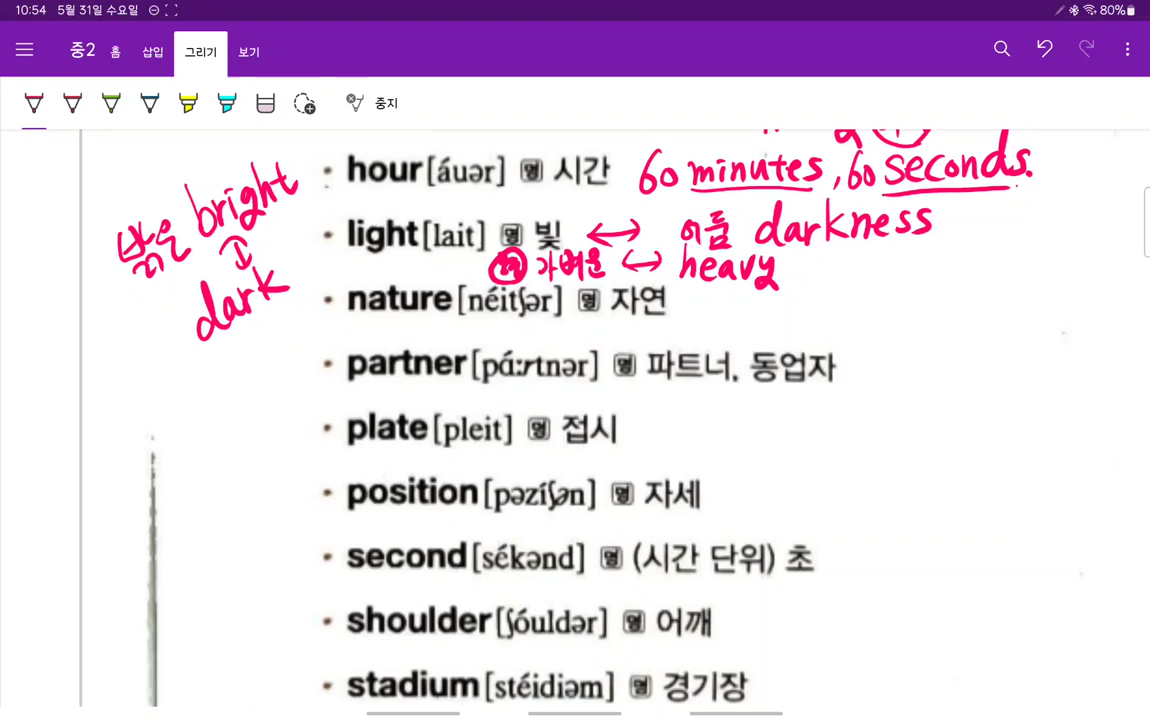 10:54 5월 31일 수요일 80%
중2 홈 삽입 그리기 보기
중지
hour[áuər] 명 시간 60 minutes, 60 seconds.
밝은 bright
light[lait] 명 빛 ↔ 어둠 darkness
가벼운 ↔ heavy
dark
nature[néitʃər] 명 자연
partner[pάːrtnər] 명 파트너, 동업자
plate[pleit] 명 접시
position[pəzíʃən] 명 자세
second[sékənd] 명 (시간 단위) 초
shoulder[ʃóuldər] 명 어깨
stadium[stéidiəm] 명 경기장